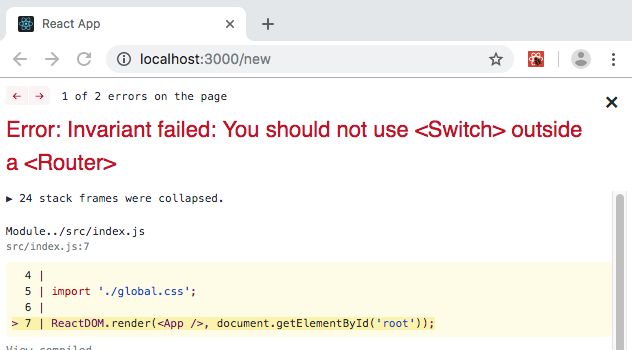 React App
localhost:3000/new
← → 1 of 2 errors on the page
Error: Invariant failed: You should not use <Switch> outside
a <Router>
▶ 24 stack frames were collapsed.
Module../src/index.js
src/index.js:7
4 |
5 | import './global.css';
6 |
> 7 | ReactDOM.render(<App />, document.getElementById('root'));
View compiled